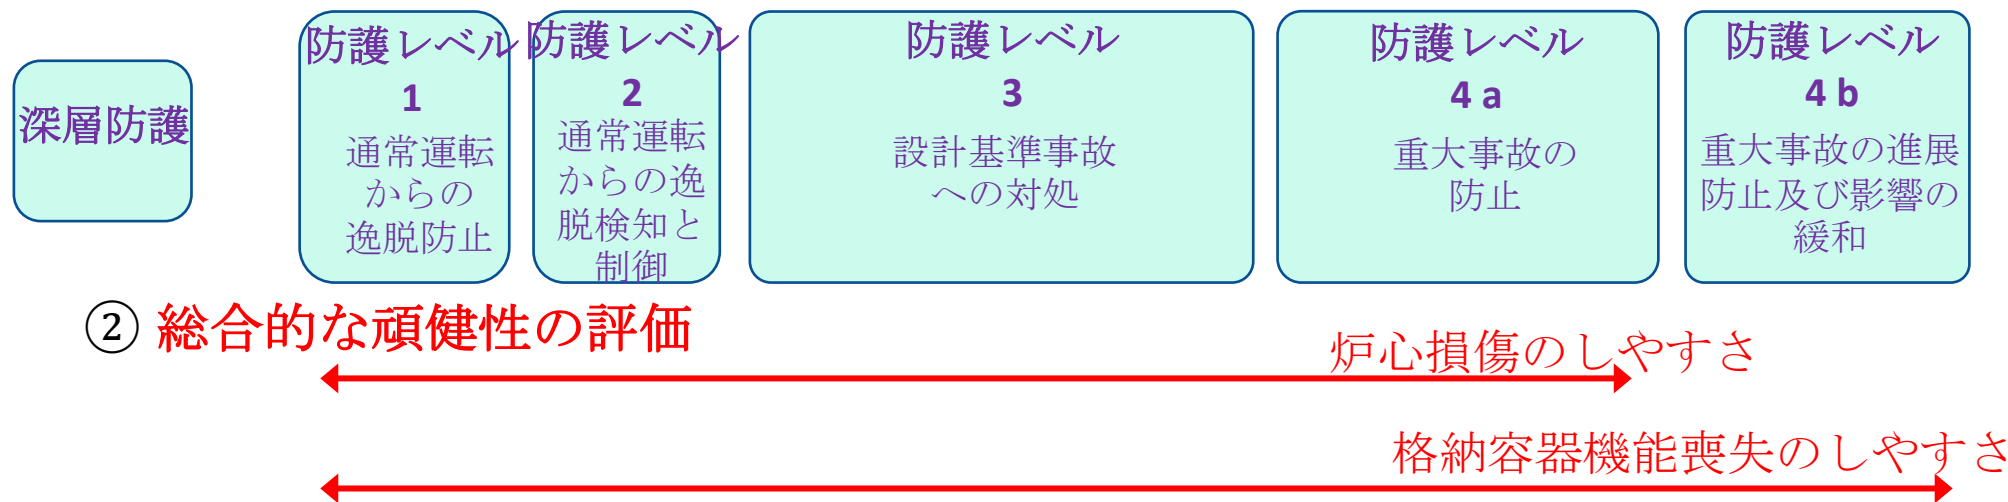 深層防護
防護レベル
1
通常運転
からの
逸脱防止
防護レベル
2
通常運転
からの逸
脱検知と
制御
防護レベル
3
設計基準事故
への対処
防護レベル
4 a
重大事故の
防止
防護レベル
4 b
重大事故の進展
防止及び影響の
緩和
② 総合的な頑健性の評価
炉心損傷のしやすさ
格納容器機能喪失のしやすさ